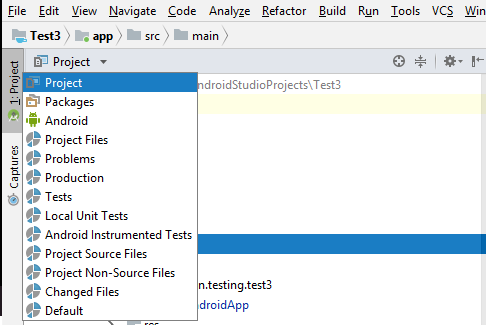 File Edit View Navigate Code Analyze Refactor Build Run Tools VCS
Test3 app src main
1: Project
Captures
Project
ndroidStudioProjects\Test3
Project
Packages
Android
Project Files
Problems
Production
Tests
Local Unit Tests
Android Instrumented Tests
Project Source Files
Project Non-Source Files
n.testing.test3
Changed Files
ndroidApp
Default